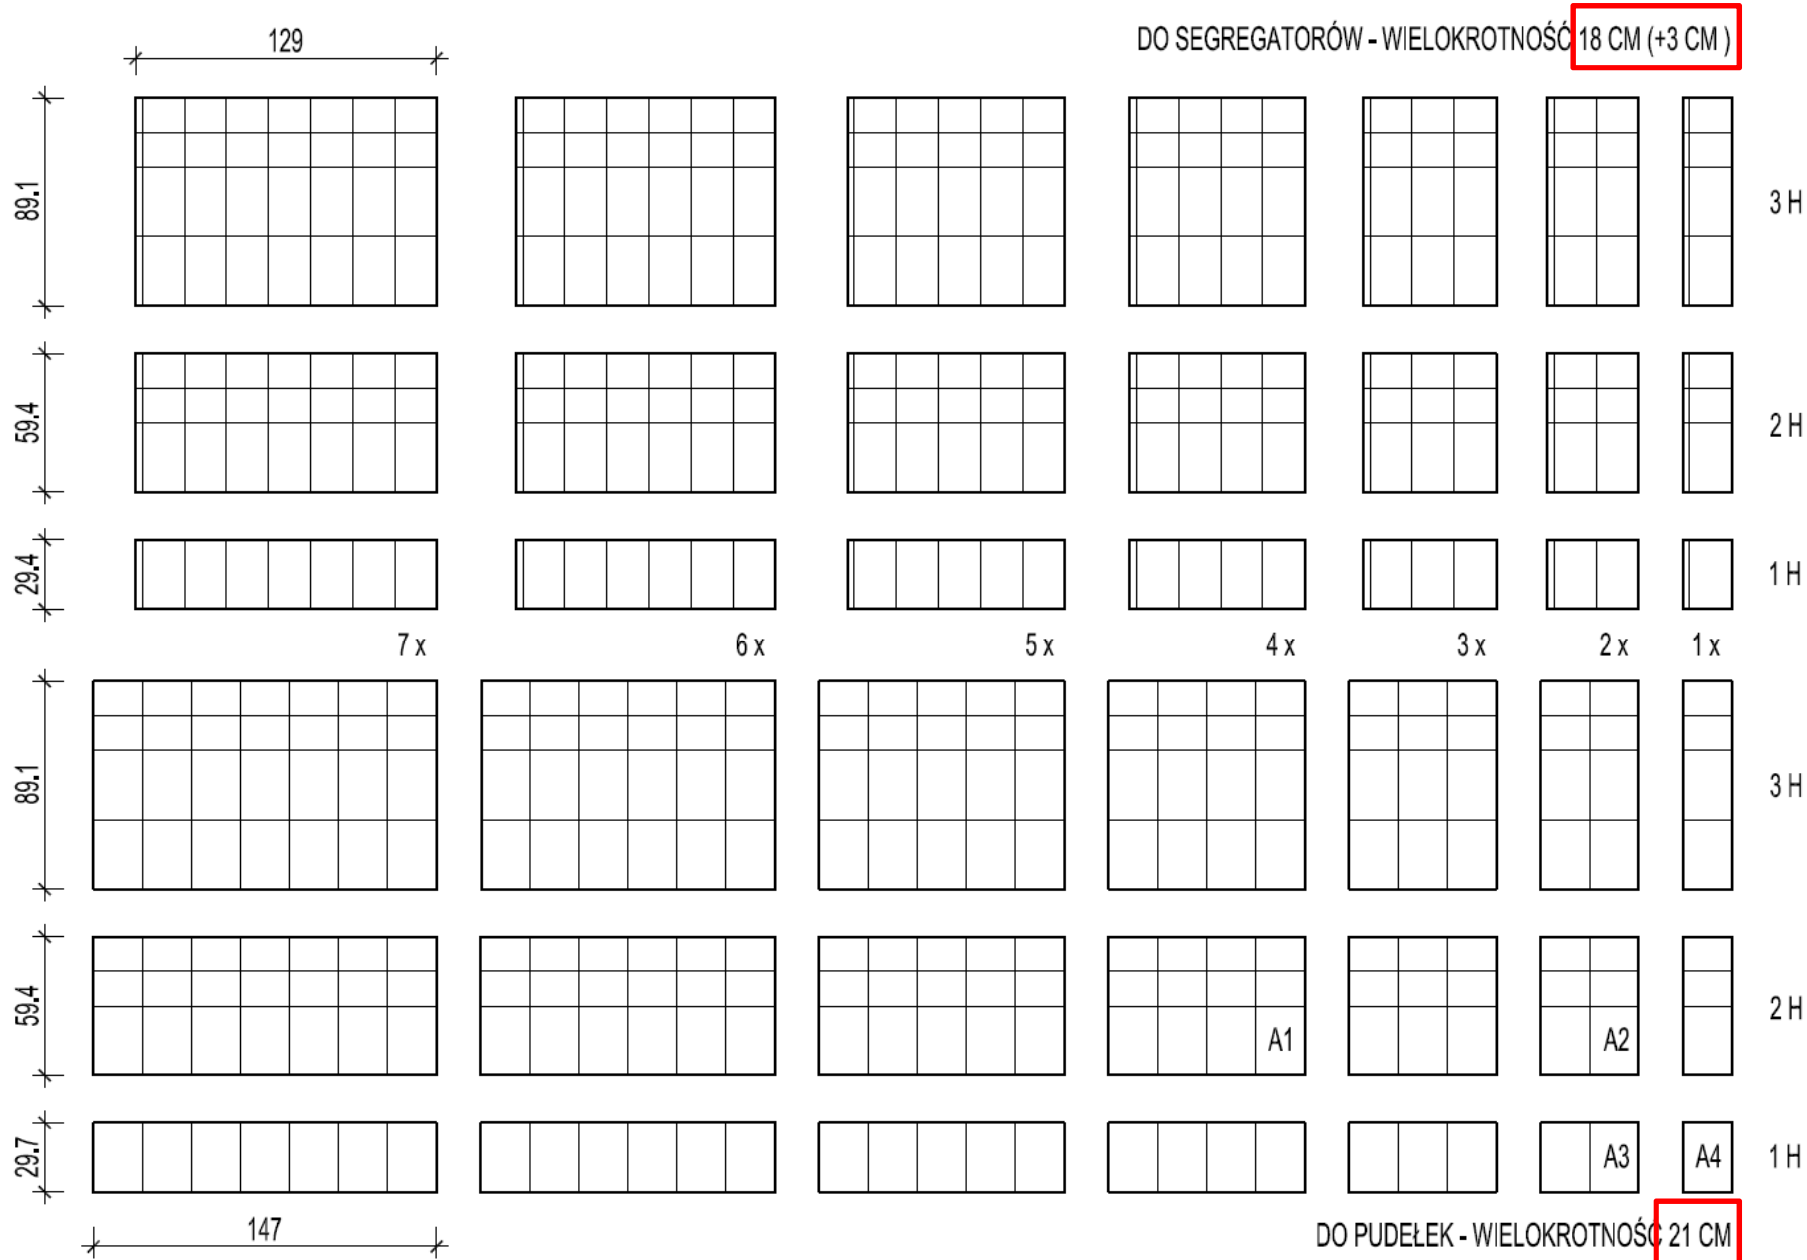 DO SEGREGATORÓW - WIELOKROTNOŚĆ 18 CM (+3 CM )
129
89.1
3 H
59.4
2 H
29.4
1 H
7 x 6 x 5 x 4 x 3 x 2 x 1 x
89.1
3 H
59.4
A1 A2
2 H
29.7
A3 A4
1 H
147
DO PUDEŁEK - WIELOKROTNOŚĆ 21 CM